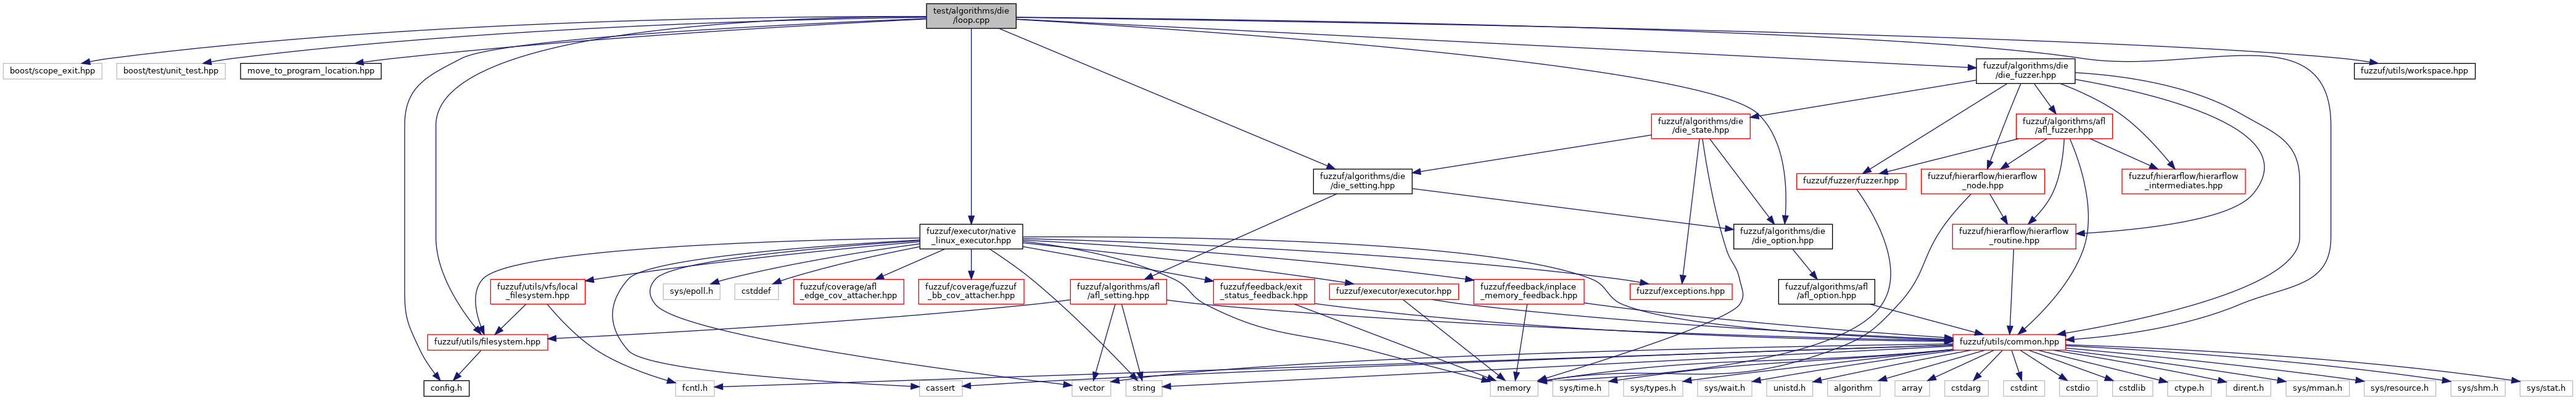 test/algorithms/die
/loop.cpp
boost/scope_exit.hpp
boost/test/unit_test.hpp
move_to_program_location.hpp
fuzzuf/algorithms/die
/die_fuzzer.hpp
fuzzuf/utils/workspace.hpp
fuzzuf/algorithms/die
/die_state.hpp
fuzzuf/algorithms/afl
/afl_fuzzer.hpp
fuzzuf/algorithms/die
/die_setting.hpp
fuzzuf/fuzzer/fuzzer.hpp
fuzzuf/hierarflow/hierarflow
_node.hpp
fuzzuf/hierarflow/hierarflow
_intermediates.hpp
fuzzuf/executor/native
_linux_executor.hpp
fuzzuf/algorithms/die
/die_option.hpp
fuzzuf/hierarflow/hierarflow
_routine.hpp
fuzzuf/utils/vfs/local
_filesystem.hpp
sys/epoll.h
cstddef
fuzzuf/coverage/afl
_edge_cov_attacher.hpp
fuzzuf/coverage/fuzzuf
_bb_cov_attacher.hpp
fuzzuf/algorithms/afl
/afl_setting.hpp
fuzzuf/feedback/exit
_status_feedback.hpp
fuzzuf/executor/executor.hpp
fuzzuf/feedback/inplace
_memory_feedback.hpp
fuzzuf/exceptions.hpp
fuzzuf/algorithms/afl
/afl_option.hpp
fuzzuf/utils/filesystem.hpp
fuzzuf/utils/common.hpp
config.h
fcntl.h
cassert
vector
string
memory
sys/time.h
sys/types.h
sys/wait.h
unistd.h
algorithm
array
cstdarg
cstdint
cstdio
cstdlib
ctype.h
dirent.h
sys/mman.h
sys/resource.h
sys/shm.h
sys/stat.h